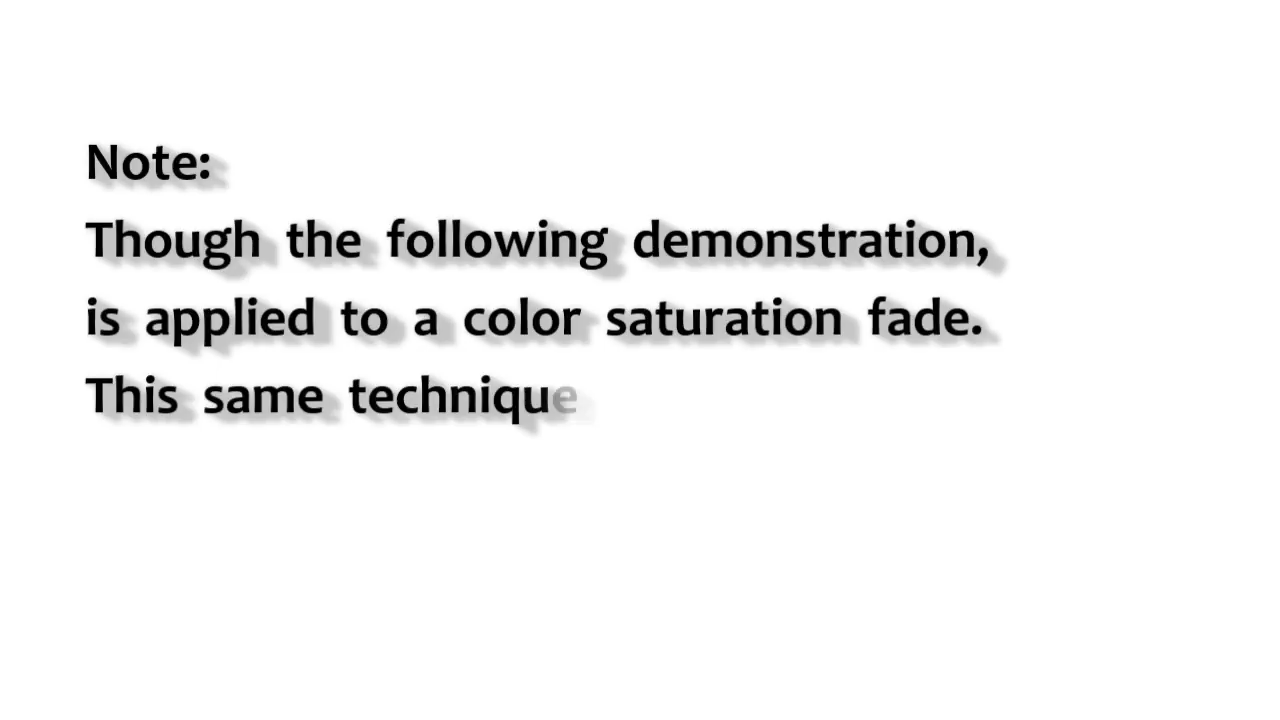 Note:
Though the following demonstration,
is applied to a color saturation fade.
This same technique